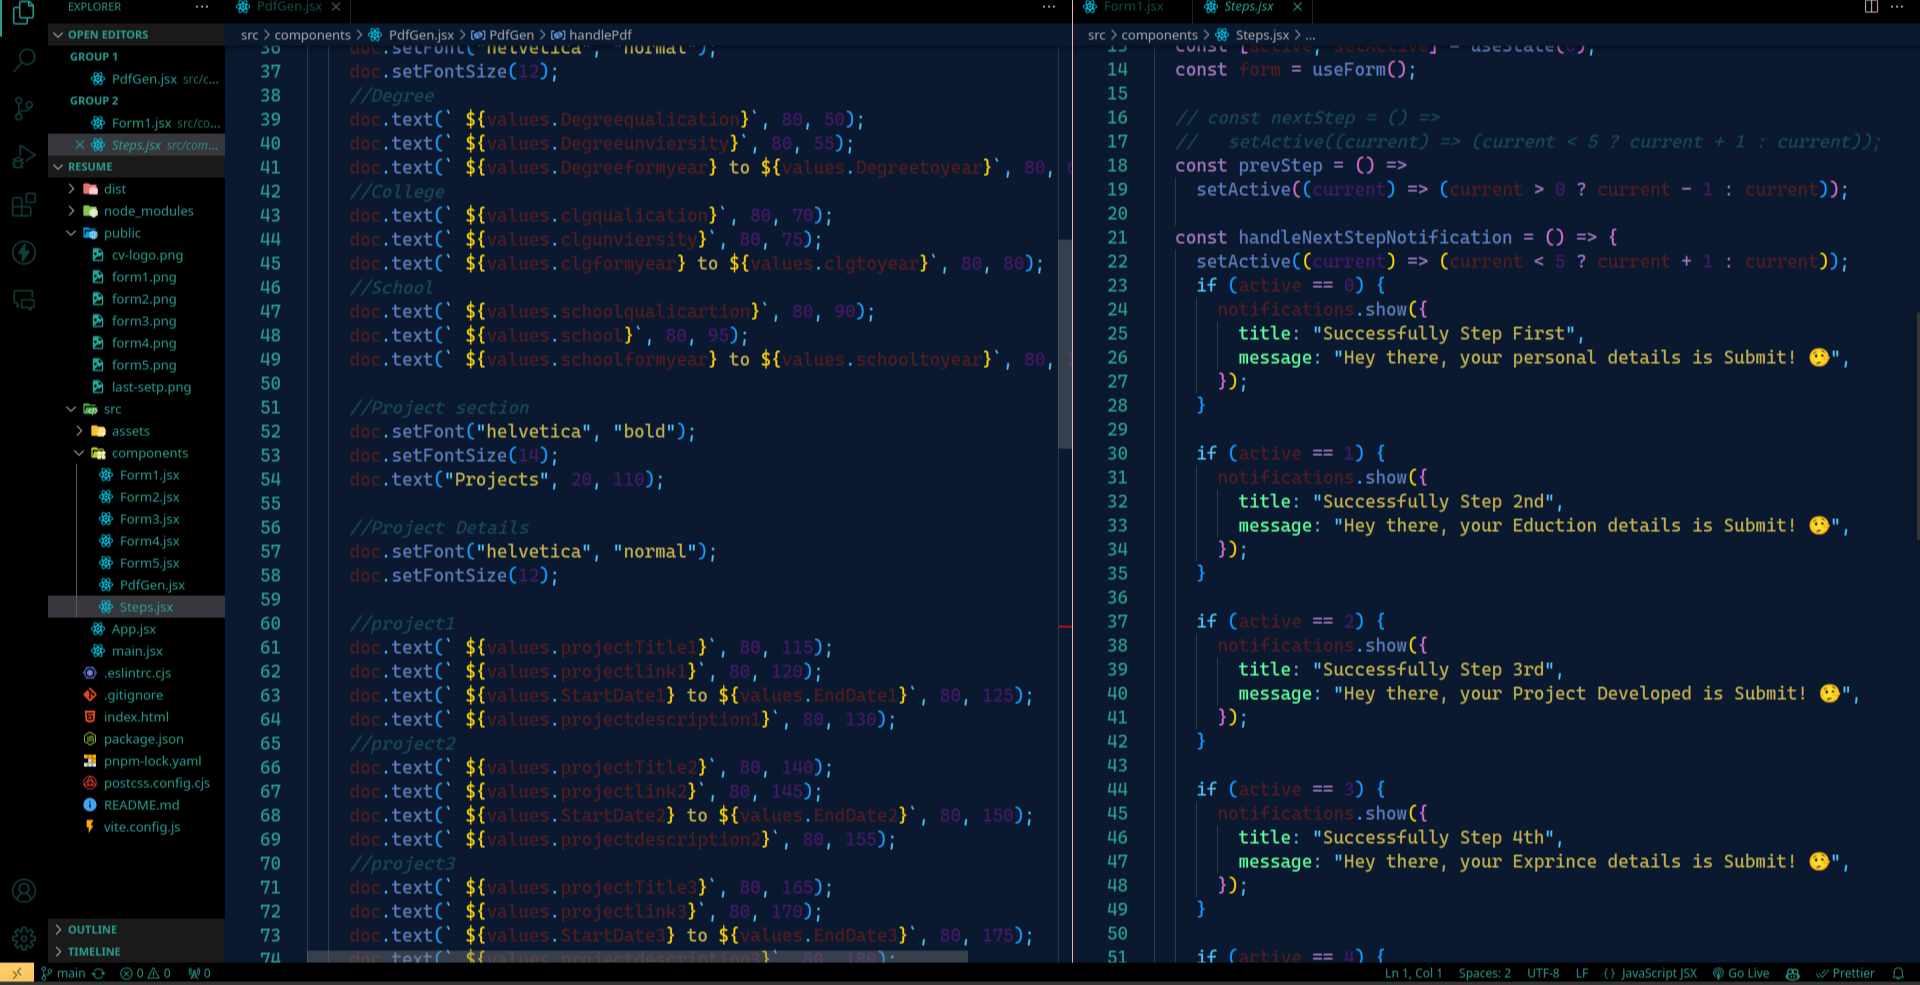 EXPLORER
OPEN EDITORS
GROUP 1
PdfGen.jsx src/c...
GROUP 2
Form1.jsx src/co...
Steps.jsx src/com...
RESUME
dist
node_modules
public
cv-logo.png
form1.png
form2.png
form3.png
form4.png
form5.png
last-setp.png
src
assets
components
Form1.jsx
Form2.jsx
Form3.jsx
Form4.jsx
Form5.jsx
PdfGen.jsx
Steps.jsx
App.jsx
main.jsx
.eslintrc.cjs
.gitignore
index.html
package.json
pnpm-lock.yaml
postcss.config.cjs
README.md
vite.config.js
OUTLINE
TIMELINE
PdfGen.jsx
src > components > PdfGen.jsx > PdfGen > handlePdf
36 doc.setFont("helvetica", "normal");
37 doc.setFontSize(12);
38 //Degree
39 doc.text(` ${values.Degreequalication}`, 80, 50);
40 doc.text(` ${values.Degreeunviersity}`, 80, 55);
41 doc.text(` ${values.Degreeformyear} to ${values.Degreetoyear}`, 80,
42 //College
43 doc.text(` ${values.clgqualication}`, 80, 70);
44 doc.text(` ${values.clgunviersity}`, 80, 75);
45 doc.text(` ${values.clgformyear} to ${values.clgtoyear}`, 80, 80);
46 //School
47 doc.text(` ${values.schoolqualicartion}`, 80, 90);
48 doc.text(` ${values.school}`, 80, 95);
49 doc.text(` ${values.schoolformyear} to ${values.schooltoyear}`, 80,
50
51 //Project section
52 doc.setFont("helvetica", "bold");
53 doc.setFontSize(14);
54 doc.text("Projects", 20, 110);
55
56 //Project Details
57 doc.setFont("helvetica", "normal");
58 doc.setFontSize(12);
59
60 //project1
61 doc.text(` ${values.projectTitle1}`, 80, 115);
62 doc.text(` ${values.projectlink1}`, 80, 120);
63 doc.text(` ${values.StartDate1} to ${values.EndDate1}`, 80, 125);
64 doc.text(` ${values.projectdescription1}`, 80, 130);
65 //project2
66 doc.text(` ${values.projectTitle2}`, 80, 140);
67 doc.text(` ${values.projectlink2}`, 80, 145);
68 doc.text(` ${values.StartDate2} to ${values.EndDate2}`, 80, 150);
69 doc.text(` ${values.projectdescription2}`, 80, 155);
70 //project3
71 doc.text(` ${values.projectTitle3}`, 80, 165);
72 doc.text(` ${values.projectlink3}`, 80, 170);
73 doc.text(` ${values.StartDate3} to ${values.EndDate3}`, 80, 175);
74 doc.text(` ${values.projectdescription3}`, 80, 180);
Form1.jsx Steps.jsx
src > components > Steps.jsx > ...
13 const [active, setActive] = useState(0);
14 const form = useForm();
15
16 // const nextStep = () =>
17 //   setActive((current) => (current < 5 ? current + 1 : current));
18 const prevStep = () =>
19 setActive((current) => (current > 0 ? current - 1 : current));
20
21 const handleNextStepNotification = () => {
22 setActive((current) => (current < 5 ? current + 1 : current));
23 if (active == 0) {
24 notifications.show({
25 title: "Successfully Step First",
26 message: "Hey there, your personal details is Submit! 🤥",
27 });
28 }
29
30 if (active == 1) {
31 notifications.show({
32 title: "Successfully Step 2nd",
33 message: "Hey there, your Eduction details is Submit! 🤥",
34 });
35 }
36
37 if (active == 2) {
38 notifications.show({
39 title: "Successfully Step 3rd",
40 message: "Hey there, your Project Developed is Submit! 🤥",
41 });
42 }
43
44 if (active == 3) {
45 notifications.show({
46 title: "Successfully Step 4th",
47 message: "Hey there, your Exprince details is Submit! 🤥",
48 });
49 }
50
51 if (active == 4) {
main 0 0 0 Ln 1, Col 1 Spaces: 2 UTF-8 LF {} JavaScript JSX Go Live Prettier